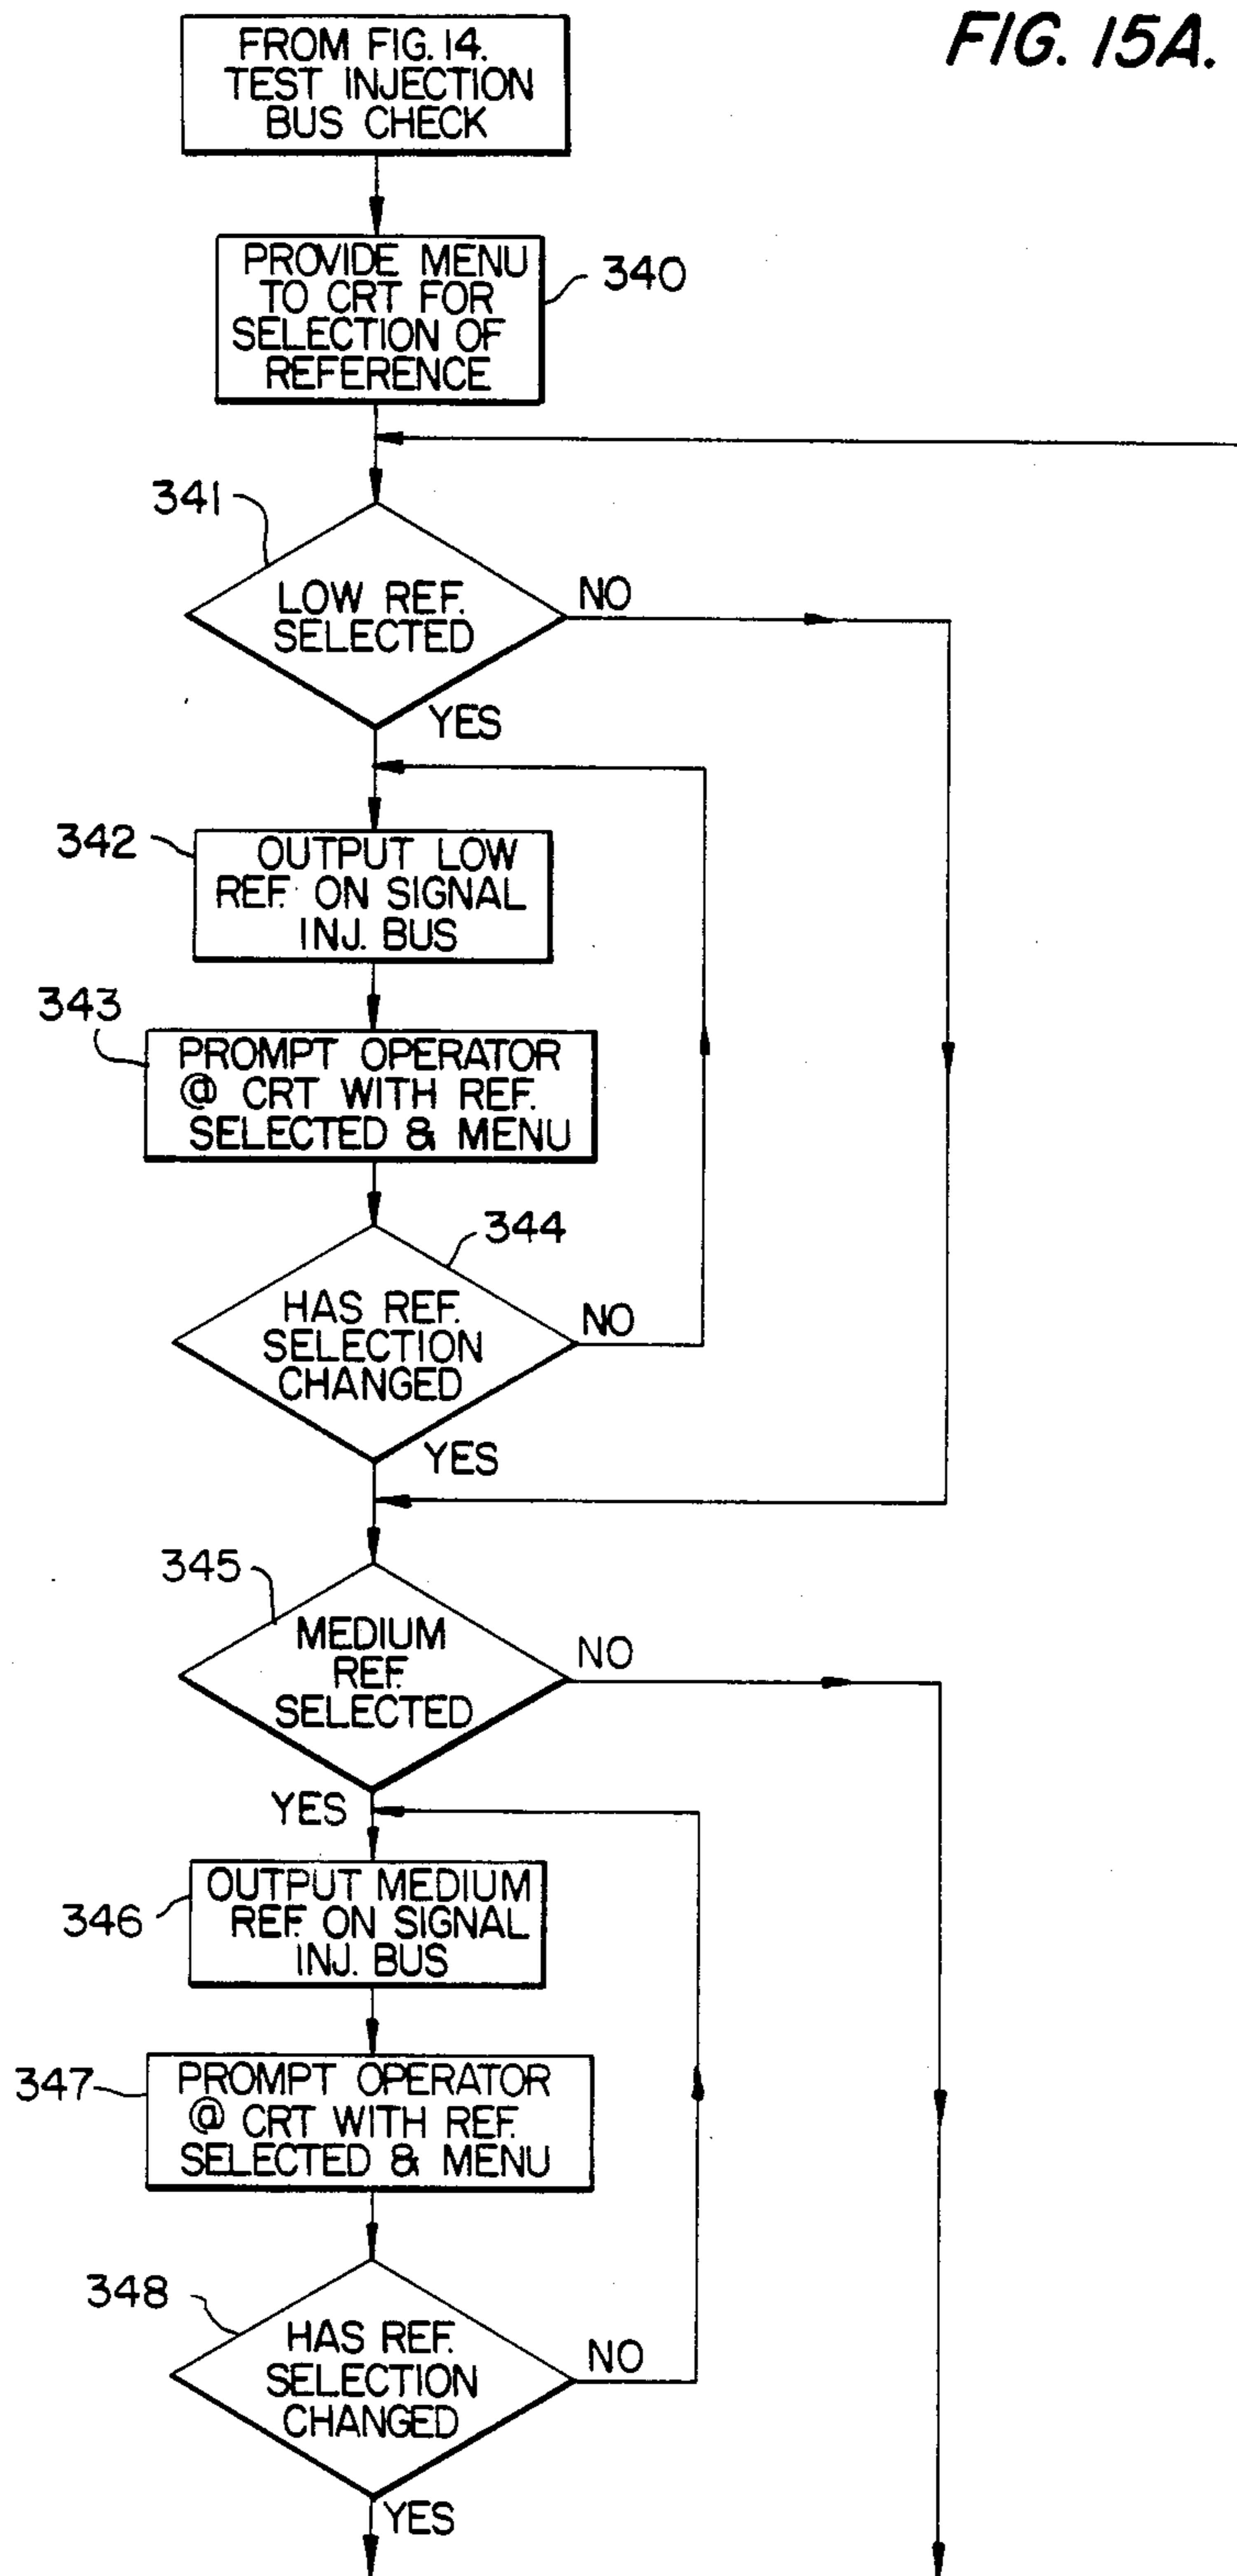 FIG. 15A.
FROM FIG. 14.
TEST INJECTION
BUS CHECK
PROVIDE MENU
TO CRT FOR
SELECTION OF
REFERENCE
340
341
LOW REF.
SELECTED
NO
YES
342
OUTPUT LOW
REF. ON SIGNAL
INJ. BUS
343
PROMPT OPERATOR
@ CRT WITH REF.
SELECTED & MENU
344
HAS REF.
SELECTION
CHANGED
NO
YES
345
MEDIUM
REF.
SELECTED
NO
YES
346
OUTPUT MEDIUM
REF. ON SIGNAL
INJ. BUS
347
PROMPT OPERATOR
@ CRT WITH REF.
SELECTED & MENU
348
HAS REF.
SELECTION
CHANGED
NO
YES